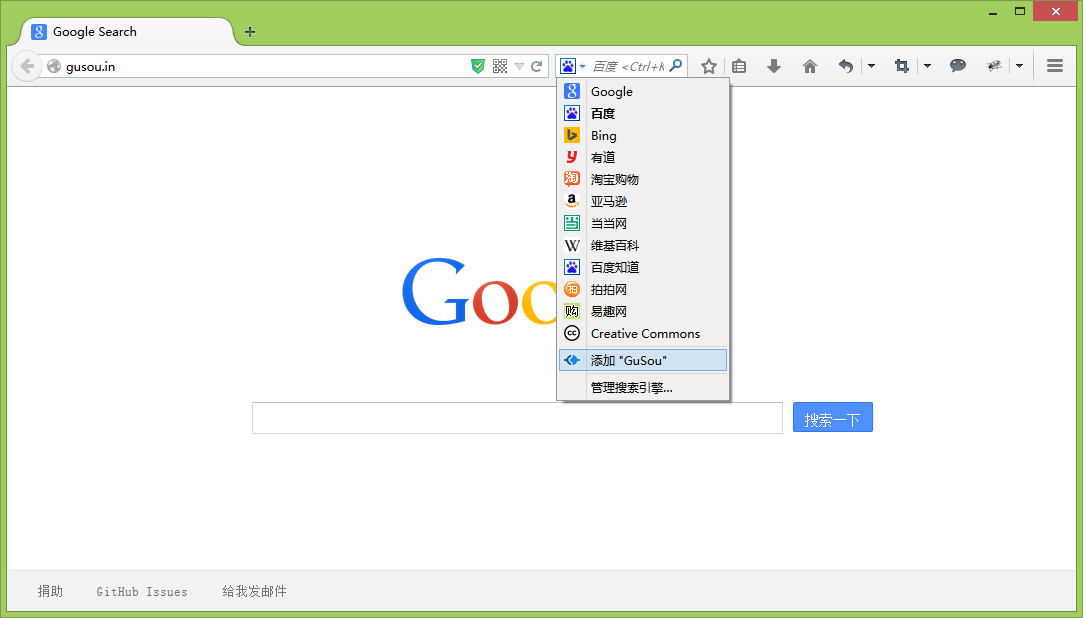 Google Search
gusou.in
百度 <Ctrl+K
Google
百度
Bing
有道
淘宝购物
亚马逊
当当网
维基百科
百度知道
拍拍网
易趣网
Creative Commons
添加 "GuSou"
管理搜索引擎...
Goo
搜索一下
捐助 GitHub Issues 给我发邮件